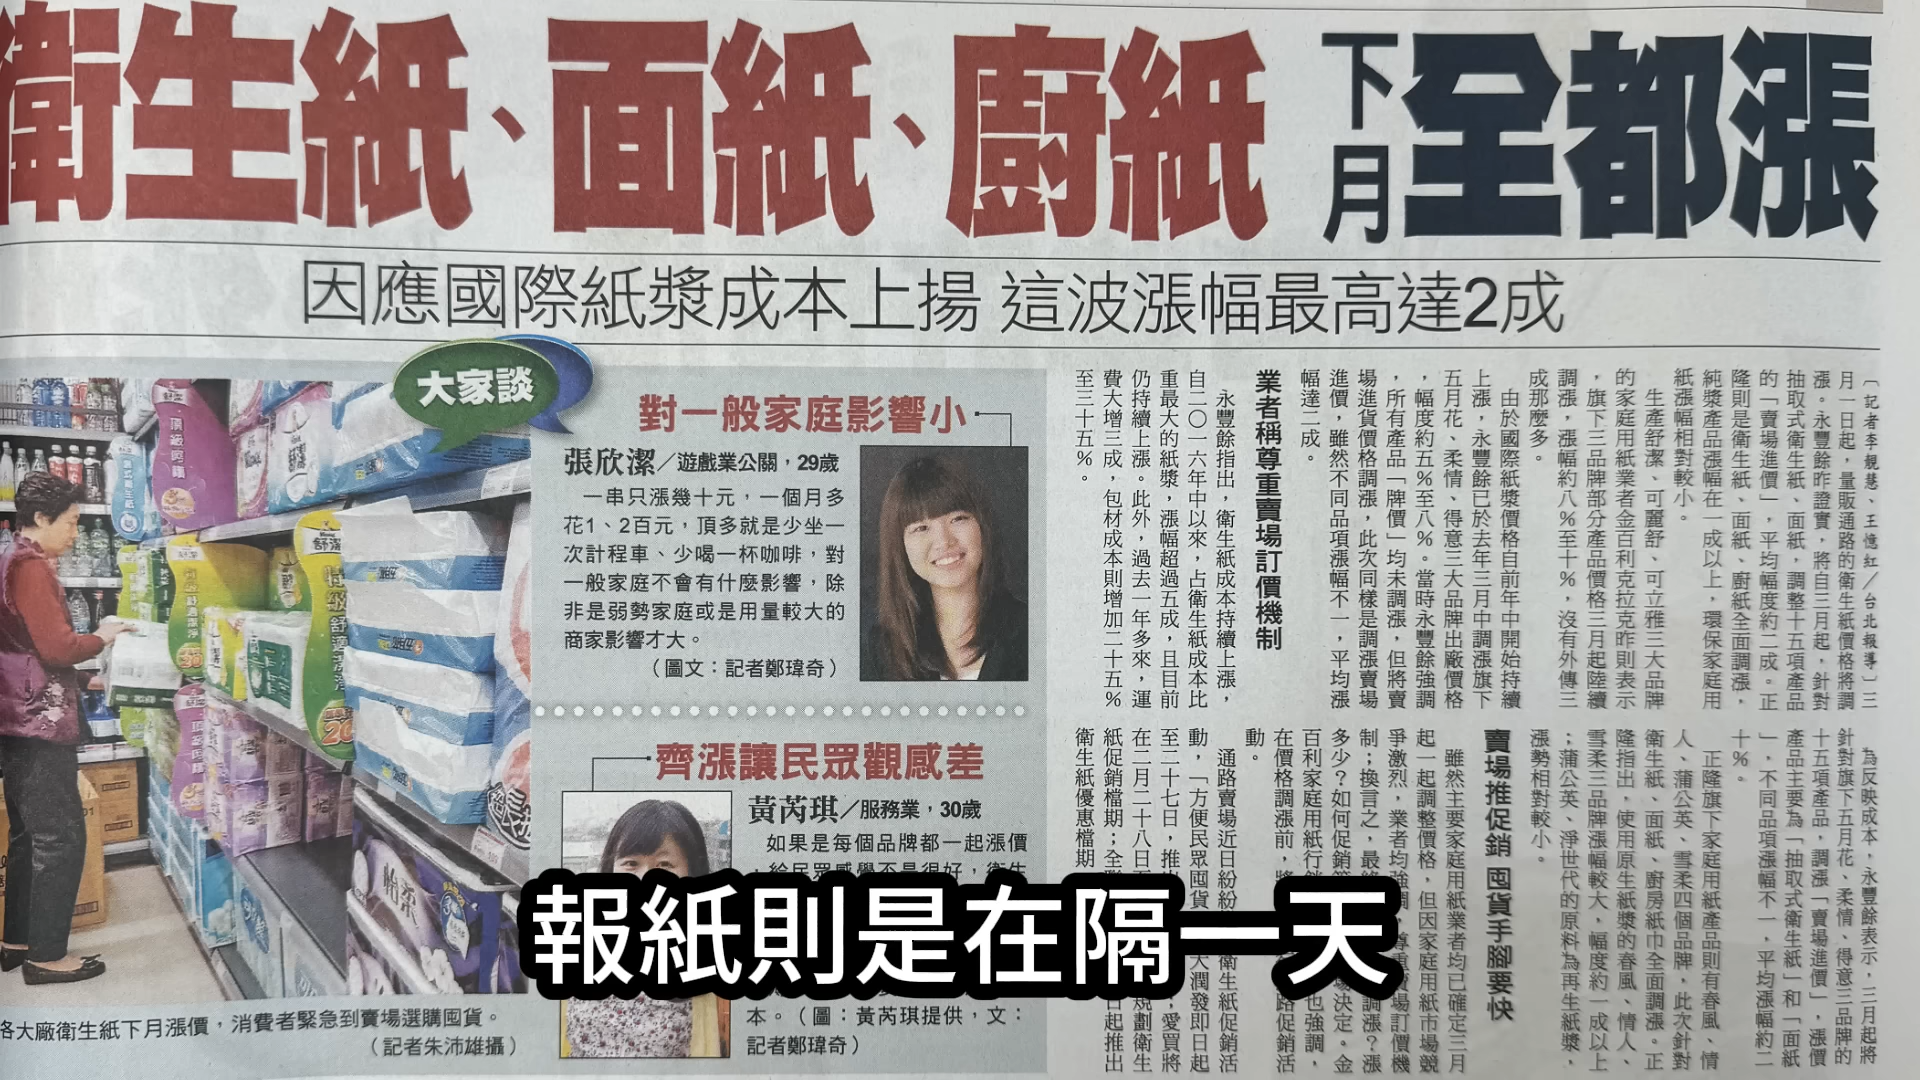 衛生紙、面紙、廚紙 下月全都漲
因應國際紙漿成本上揚 這波漲幅最高達2成
大家談
對一般家庭影響小
張欣潔／遊戲業公關，29歲
一串只漲幾十元，一個月多
花1、2百元，頂多就是少坐一
次計程車、少喝一杯咖啡，對
一般家庭不會有什麼影響，除
非是弱勢家庭或是用量較大的
商家影響才大。
（圖文：記者鄭瑋奇）
齊漲讓民眾觀感差
黃芮琪／服務業，30歲
如果是每個品牌都一起漲價
，給民眾感覺不是很好，衛生
本。（圖：黃芮琪提供，文：
記者鄭瑋奇）
各大廠衛生紙下月漲價，消費者緊急到賣場選購囤貨。
（記者朱沛雄攝）
〔記者李靚慧、王憶紅／台北報導〕三
月一日起，量販通路的衛生紙價格將調
漲。永豐餘昨證實，將自三月起，針對
抽取式衛生紙、面紙，調整十五項產品
的「賣場進價」，平均幅度約二成。正
隆則是衛生紙、面紙、廚紙全面調漲，
純漿產品漲幅在一成以上，環保家庭用
紙漲幅相對較小。
生產舒潔、可麗舒、可立雅三大品牌
的家庭用紙業者金百利克拉克昨則表示
，旗下三品牌部分產品價格三月起陸續
調漲，漲幅約八％至十％，沒有外傳三
成那麼多。
由於國際紙漿價格自前年中開始持續
上漲，永豐餘已於去年三月中調漲旗下
五月花、柔情、得意三大品牌出廠價格
，幅度約五％至八％。當時永豐餘強調
，所有產品「牌價」均未調漲，但將賣
場進貨價格調漲，此次同樣是調漲賣場
進價，雖然不同品項漲幅不一，平均漲
幅達二成。
業者稱尊重賣場訂價機制
永豐餘指出，衛生紙成本持續上漲，
自二〇一六年中以來，占衛生紙成本比
重最大的紙漿，漲幅超過五成，且目前
仍持續上漲。此外，過去一年多來，運
費大增三成，包材成本則增加二十五％
至三十五％。
為反映成本，永豐餘表示，三月起將
針對旗下五月花、柔情、得意三品牌的
十五項產品，調漲「賣場進價」，漲價
產品主要為「抽取式衛生紙」和「面紙
」，不同品項漲幅不一，平均漲幅約二
十％。
正隆旗下家庭用紙產品則有春風、情
人、蒲公英、雪柔四個品牌，此次針對
衛生紙、面紙、廚房紙巾全面調漲。正
隆指出，使用原生紙漿的春風、情人、
雪柔三品牌漲幅較大，幅度約一成以上
；蒲公英、淨世代的原料為再生紙漿，
漲勢相對較小。
賣場推促銷 囤貨手腳要快
雖然主要家庭用紙業者均已確定三月
起一起調整價格，但因家庭用紙市場競
爭激烈，業者均強調，尊重賣場訂價機
制；換言之，最終
多少？如何促銷
百利家庭用紙行銷
在價格調漲前，將
動。
通路賣場近日紛紛
動，「方便民眾囤貨
至二十七日，推出
在二月二十八日
紙促銷檔期；全聯
衛生紙優惠檔期
報紙則是在隔一天